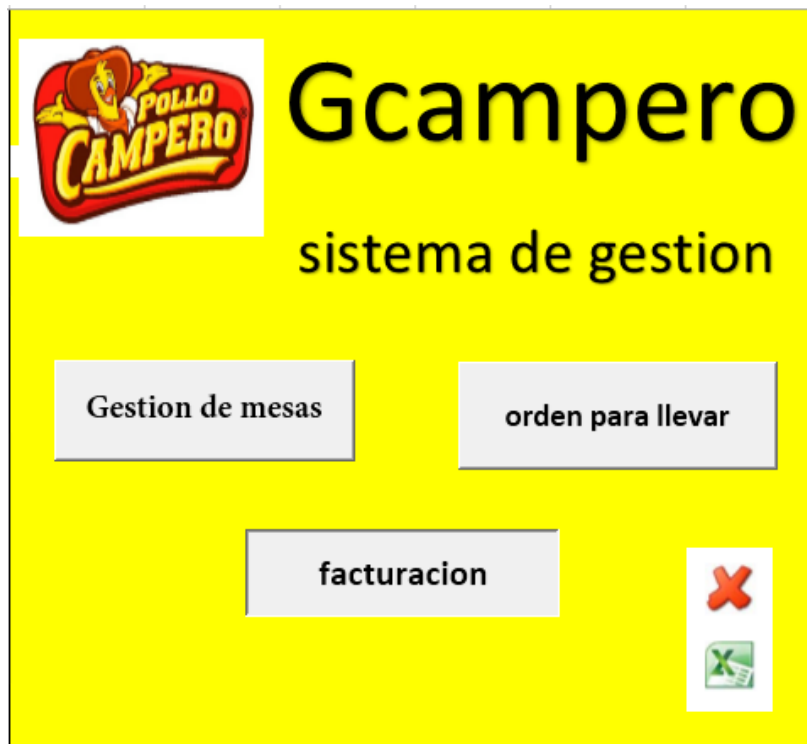 POLLO
CAMPERO
Gcampero
sistema de gestion
Gestion de mesas
orden para llevar
facturacion
X